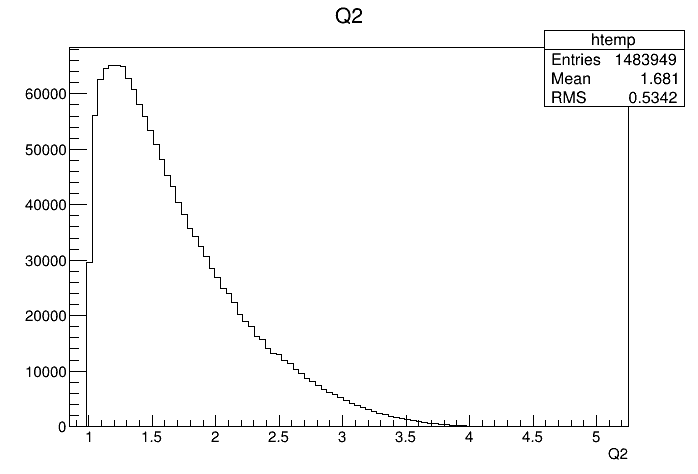 Q2
htemp
Entries 1483949
Mean 1.681
RMS 0.5342
60000
50000
40000
30000
20000
10000
0
1 1.5 2 2.5 3 3.5 4 4.5 5
Q2